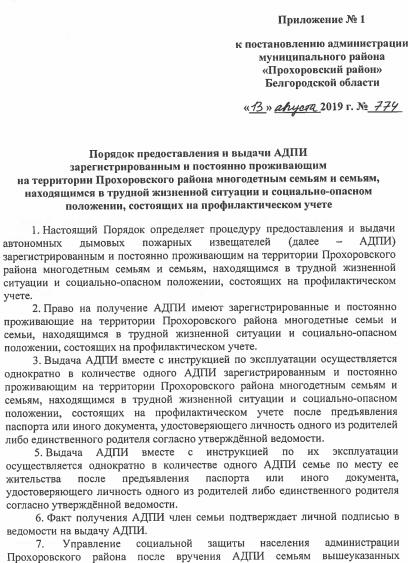 Приложение № 1
к постановлению администрации
муниципального района
«Прохоровский район»
Белгородской области
«13» августа 2019 г. № 774
Порядок предоставления и выдачи АДПИ
зарегистрированным и постоянно проживающим
на территории Прохоровского района многодетным семьям и семьям,
находящимся в трудной жизненной ситуации и социально-опасном
положении, состоящих на профилактическом учете
1. Настоящий Порядок определяет процедуру предоставления и выдачи
автономных дымовых пожарных извещателей (далее – АДПИ)
зарегистрированным и постоянно проживающим на территории Прохоровского
района многодетным семьям и семьям, находящимся в трудной жизненной
ситуации и социально-опасном положении, состоящих на профилактическом
учете.
2. Право на получение АДПИ имеют зарегистрированные и постоянно
проживающие на территории Прохоровского района многодетные семьи и
семьи, находящимся в трудной жизненной ситуации и социально-опасном
положении, состоящих на профилактическом учете.
3. Выдача АДПИ вместе с инструкцией по эксплуатации осуществляется
однократно в количестве одного АДПИ зарегистрированным и постоянно
проживающим на территории Прохоровского района многодетным семьям и
семьям, находящимся в трудной жизненной ситуации и социально-опасном
положении, состоящих на профилактическом учете после предъявления
паспорта или иного документа, удостоверяющего личность одного из родителей
либо единственного родителя согласно утверждённой ведомости.
5. Выдача АДПИ вместе с инструкцией по их эксплуатации
осуществляется однократно в количестве одного АДПИ семье по месту ее
жительства после предъявления паспорта или иного документа,
удостоверяющего личность одного из родителей либо единственного родителя
согласно утверждённой ведомости.
6. Факт получения АДПИ член семьи подтверждает личной подписью в
ведомости на выдачу АДПИ.
7. Управление социальной защиты населения администрации
Прохоровского района после вручения АДПИ семьям вышеуказанных